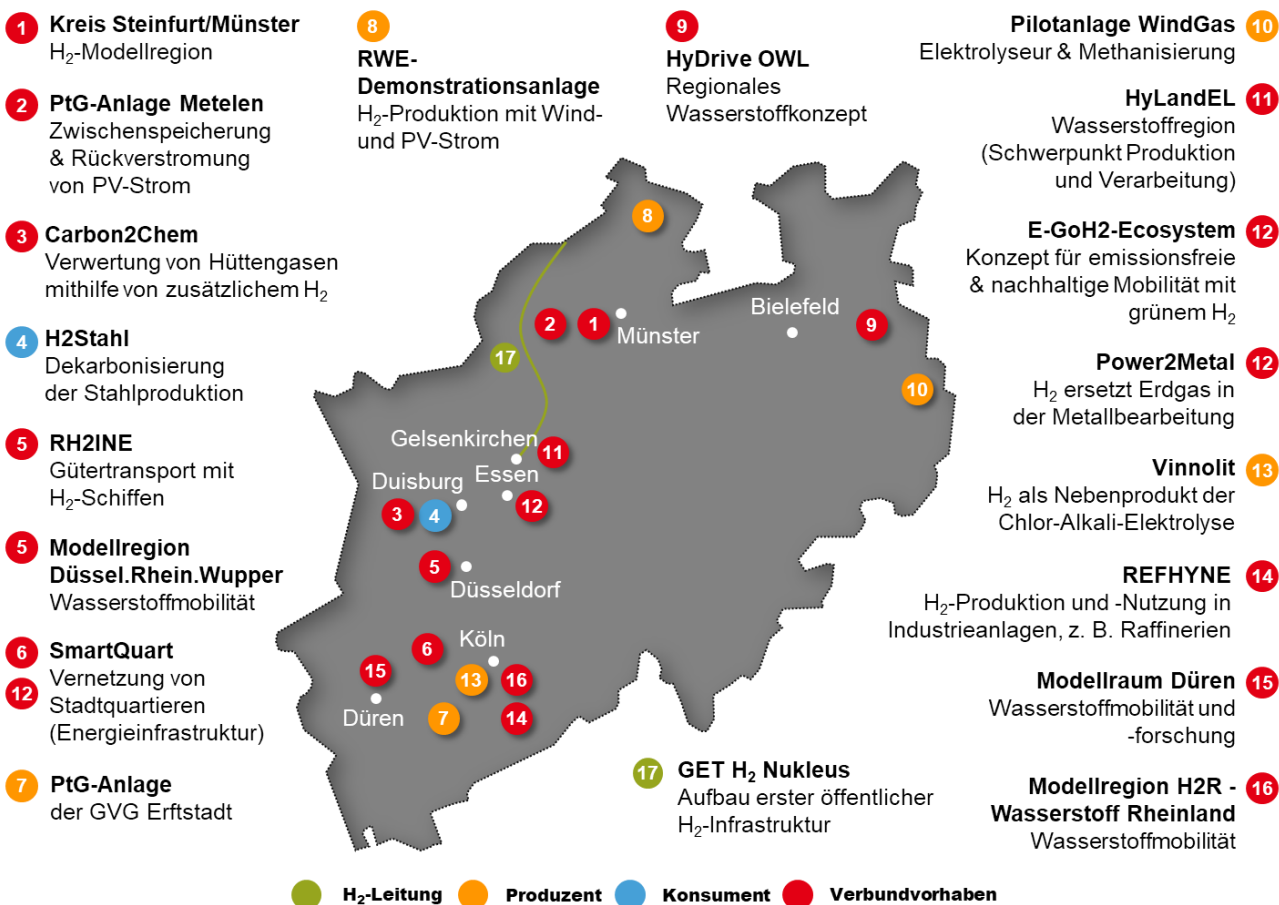 1 Kreis Steinfurt/Münster
H₂-Modellregion
2 PtG-Anlage Metelen
Zwischenspeicherung
& Rückverstromung
von PV-Strom
3 Carbon2Chem
Verwertung von Hüttengasen
mithilfe von zusätzlichem H₂
4 H2Stahl
Dekarbonisierung
der Stahlproduktion
5 RH2INE
Gütertransport mit
H₂-Schiffen
5 Modellregion
Düssel.Rhein.Wupper
Wasserstoffmobilität
6 SmartQuart
12 Vernetzung von
Stadtquartieren
(Energieinfrastruktur)
7 PtG-Anlage
der GVG Erftstadt
8
RWE-
Demonstrationsanlage
H₂-Produktion mit Wind-
und PV-Strom
9
HyDrive OWL
Regionales
Wasserstoffkonzept
Pilotanlage WindGas 10
Elektrolyseur & Methanisierung
HyLandEL 11
Wasserstoffregion
(Schwerpunkt Produktion
und Verarbeitung)
E-GoH2-Ecosystem 12
Konzept für emissionsfreie
& nachhaltige Mobilität mit
grünem H₂
Power2Metal 12
H₂ ersetzt Erdgas in
der Metallbearbeitung
Vinnolit 13
H₂ als Nebenprodukt der
Chlor-Alkali-Elektrolyse
REFHYNE 14
H₂-Produktion und -Nutzung in
Industrieanlagen, z. B. Raffinerien
Modellraum Düren 15
Wasserstoffmobilität und
-forschung
Modellregion H2R - 16
Wasserstoff Rheinland
Wasserstoffmobilität
17 GET H₂ Nukleus
Aufbau erster öffentlicher
H₂-Infrastruktur
8
2 1
Münster
Bielefeld
9
17
10
Gelsenkirchen
11
Essen
Duisburg
12
3 4
5
Düsseldorf
Köln
6
15
13 16
Düren
7 14
H₂-Leitung Produzent Konsument Verbundvorhaben